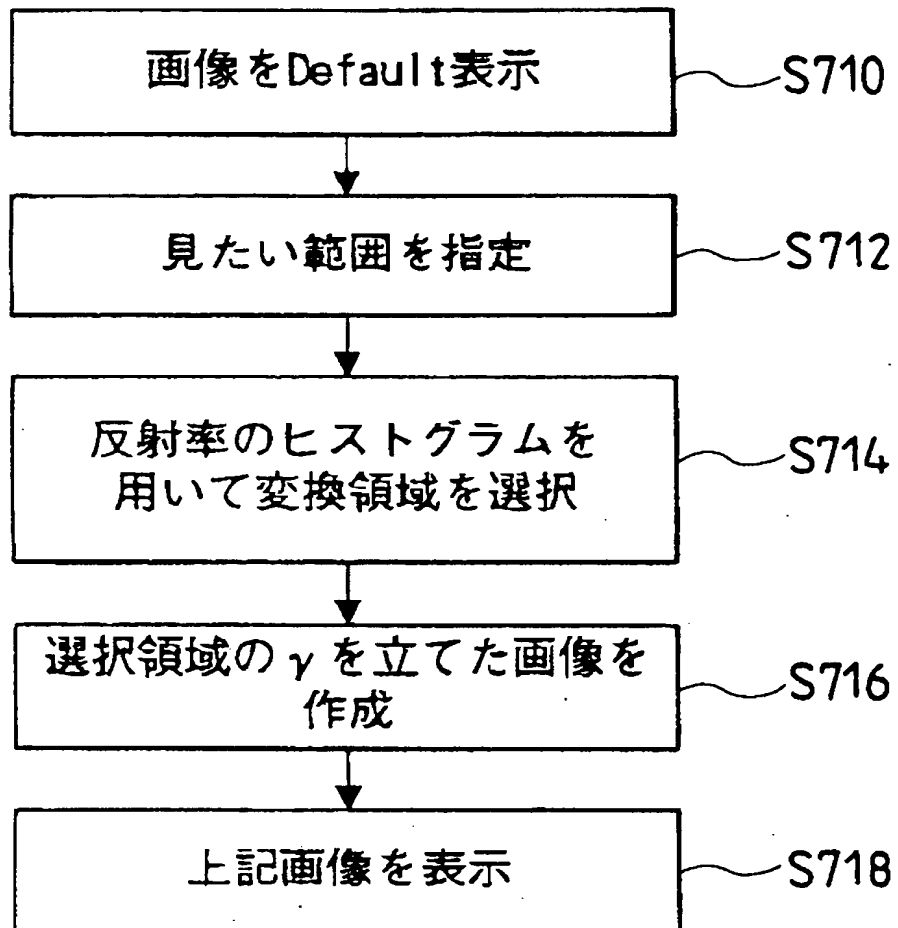 画像をDefault表示
S710
見たい範囲を指定
S712
反射率のヒストグラムを
用いて変換領域を選択
S714
選択領域のγを立てた画像を
作成
S716
上記画像を表示
S718